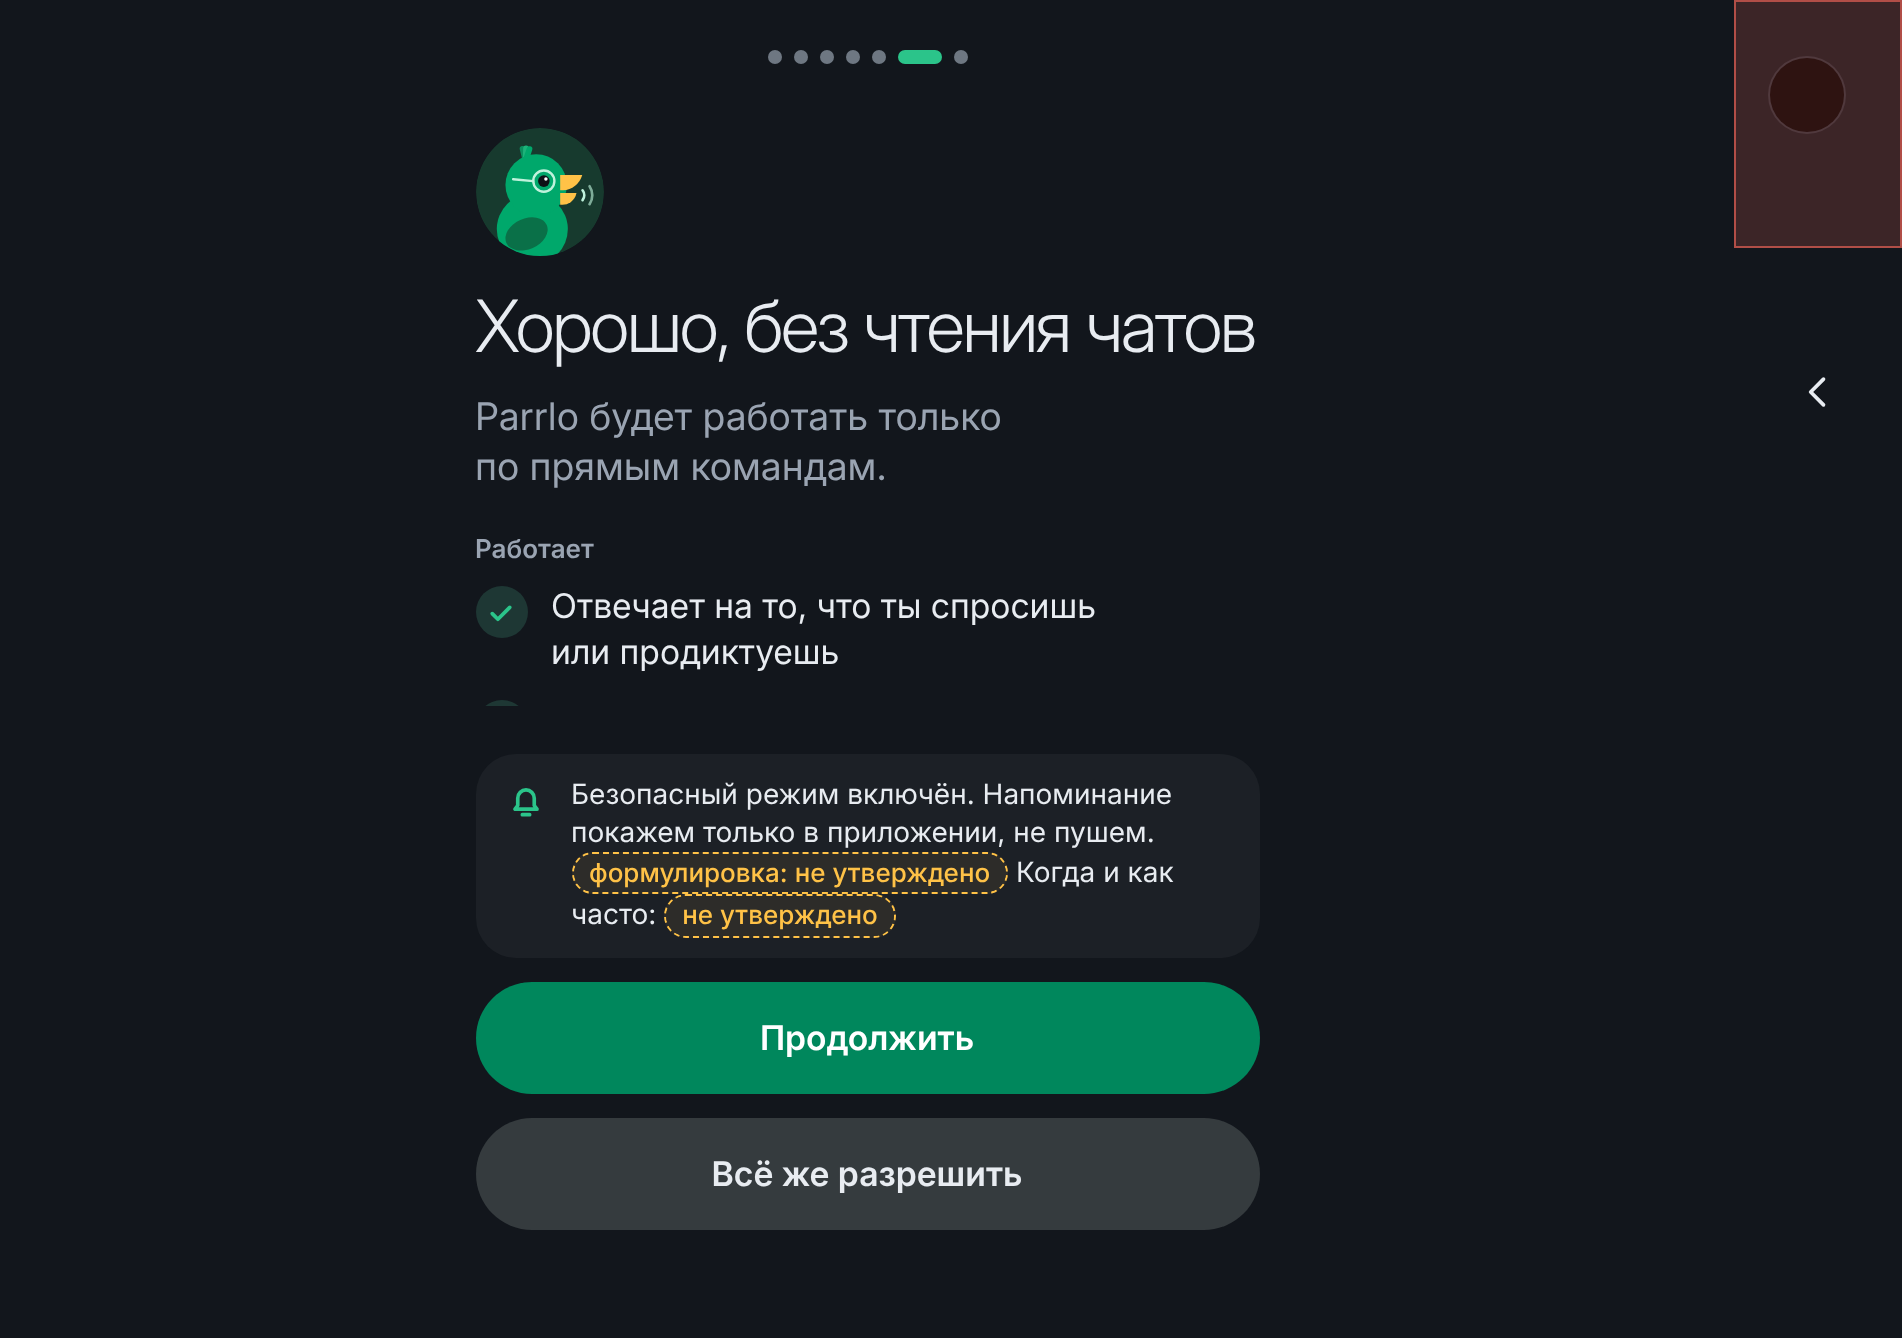 Хорошо, без чтения чатов
Parrlo будет работать только
по прямым командам.
Работает
Отвечает на то, что ты спросишь
или продиктуешь
Безопасный режим включён. Напоминание
покажем только в приложении, не пушем.
формулировка: не утверждено Когда и как
часто: не утверждено
Продолжить
Всё же разрешить